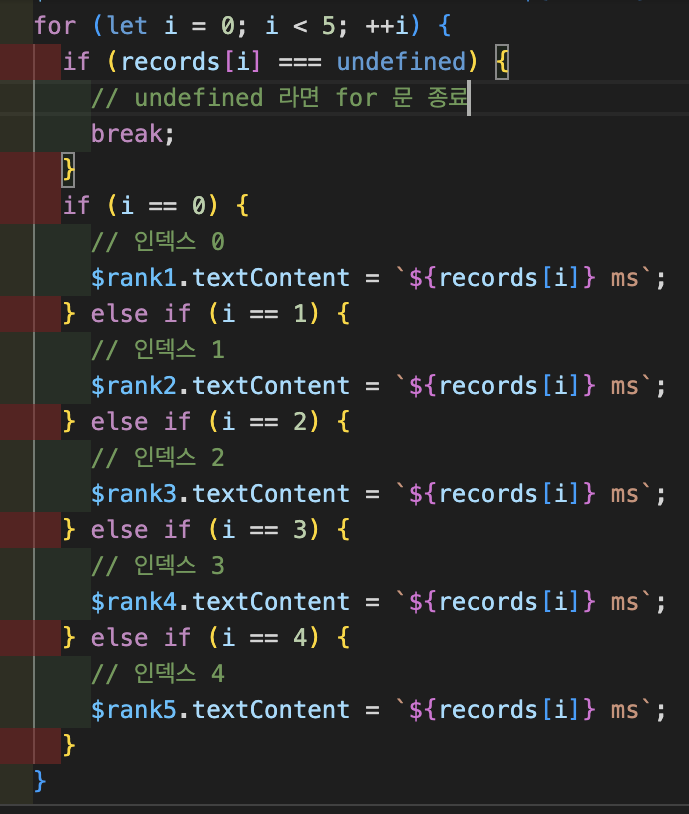 for (let i = 0; i < 5; ++i) {
if (records[i] === undefined) {
// undefined 라면 for 문 종료
break;
}
if (i == 0) {
// 인덱스 0
$rank1.textContent = `${records[i]} ms`;
} else if (i == 1) {
// 인덱스 1
$rank2.textContent = `${records[i]} ms`;
} else if (i == 2) {
// 인덱스 2
$rank3.textContent = `${records[i]} ms`;
} else if (i == 3) {
// 인덱스 3
$rank4.textContent = `${records[i]} ms`;
} else if (i == 4) {
// 인덱스 4
$rank5.textContent = `${records[i]} ms`;
}
}